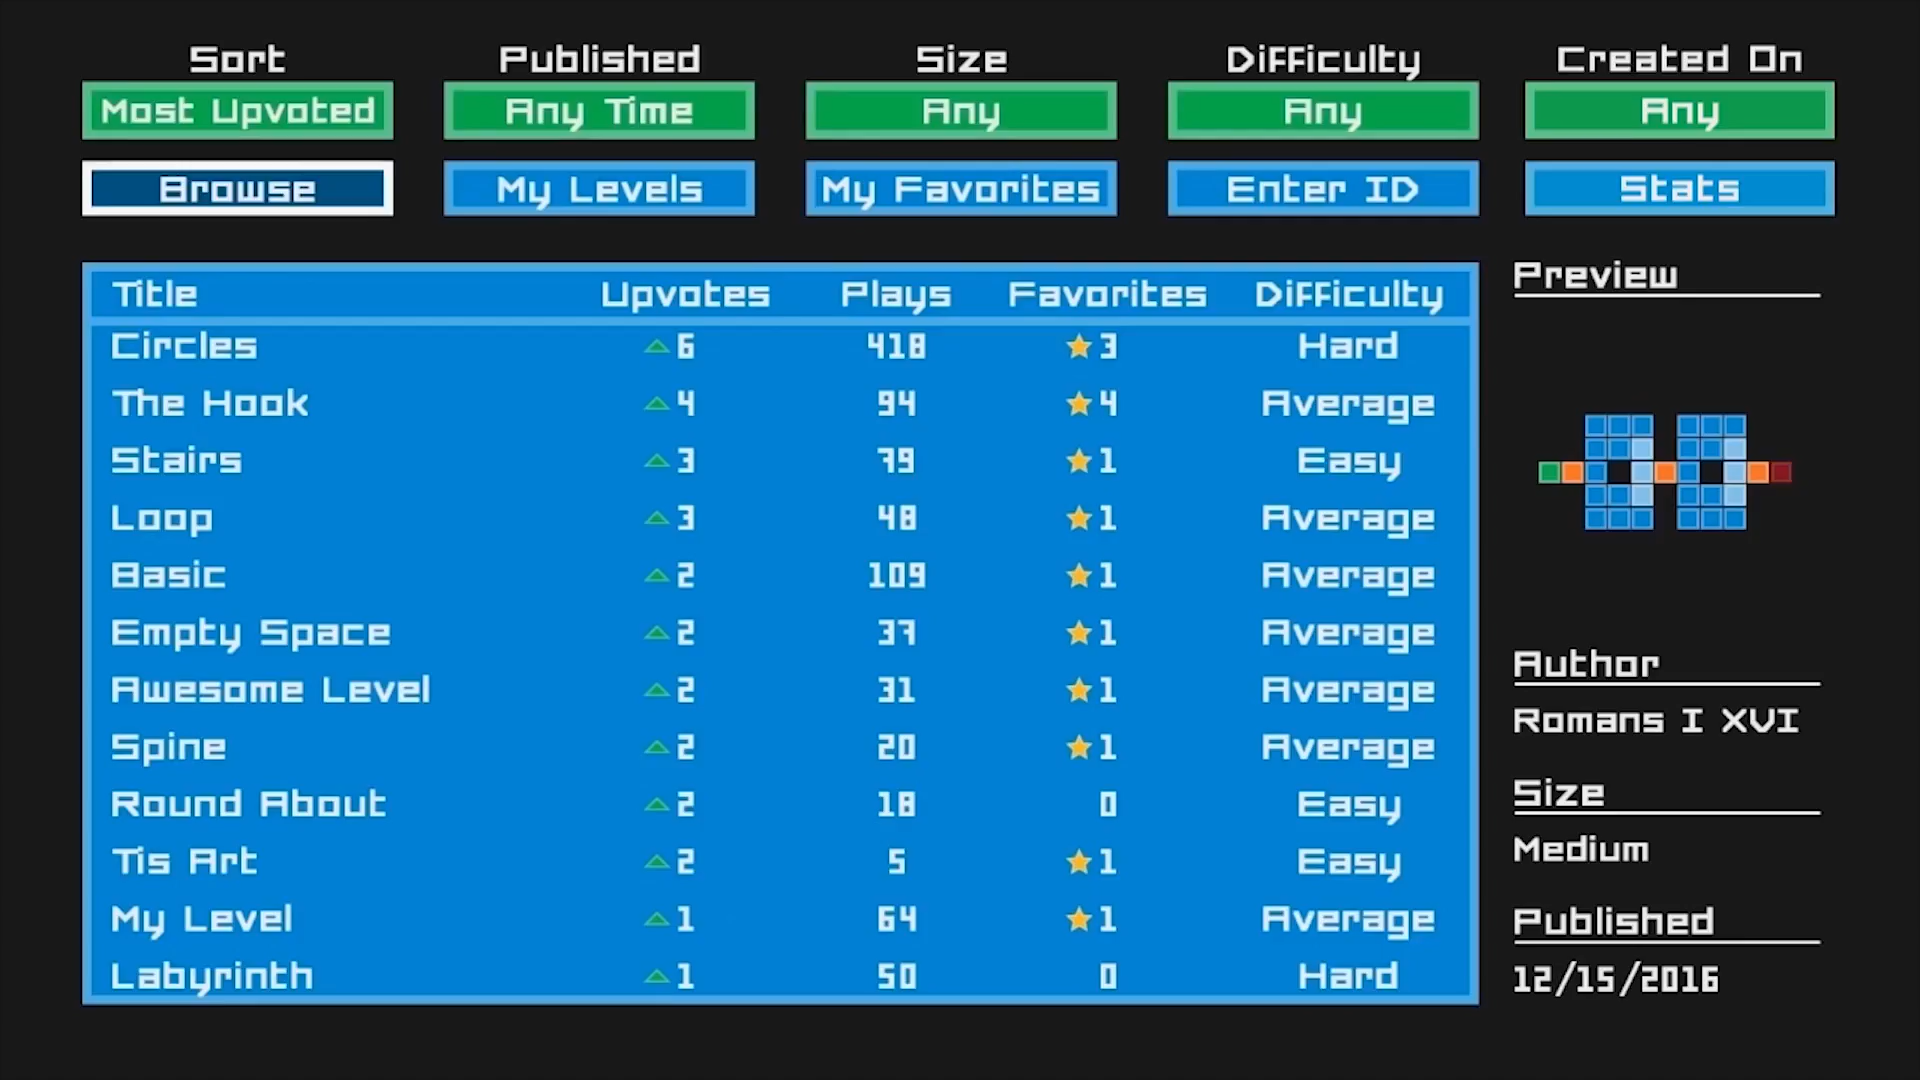 Sort Published Size Difficulty Created On
Most Upvoted Any Time Any Any Any
Browse My Levels My Favorites Enter ID Stats
Title Upvotes Plays Favorites Difficulty
Circles 6 418 3 Hard
The Hook 4 94 4 Average
Stairs 3 79 1 Easy
Loop 3 48 1 Average
Basic 2 109 1 Average
Empty Space 2 37 1 Average
Awesome Level 2 31 1 Average
Spine 2 20 1 Average
Round About 2 18 0 Easy
Tis Art 2 5 1 Easy
My Level 1 64 1 Average
Labyrinth 1 50 0 Hard
Preview
Author
Romans I XVI
Size
Medium
Published
12/15/2016